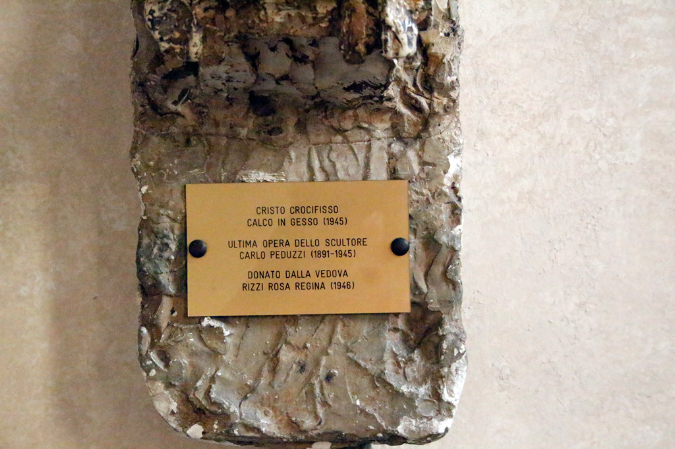 CRISTO CROCIFISSO
CALCO IN GESSO (1945)
ULTIMA OPERA DELLO SCULTORE
CARLO PEDUZZI (1891-1945)
DONATO DALLA VEDOVA
RIZZI ROSA REGINA (1946)